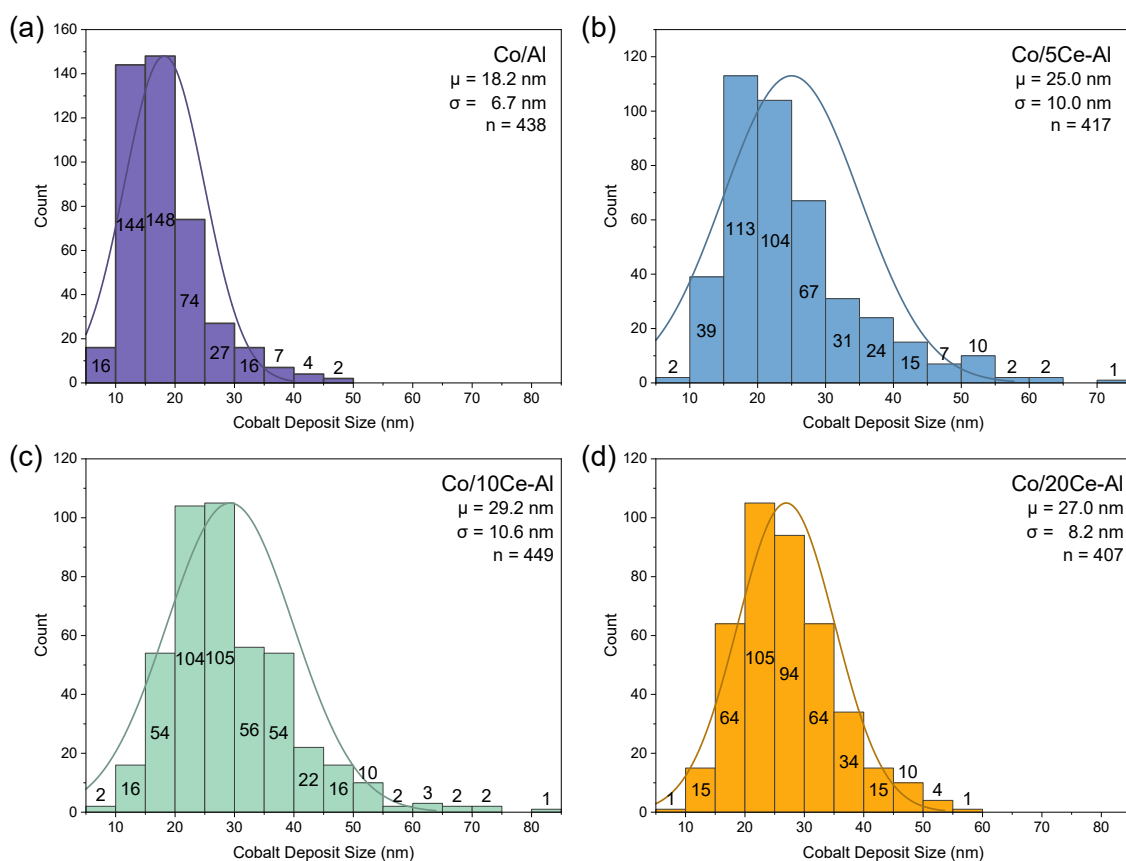 (a)
Co/Al
μ = 18.2 nm
σ = 6.7 nm
n = 438
160
140
120
100
80
60
40
20
0
Count
16
144
148
74
27
16
7
4
2
10 20 30 40 50 60 70 80
Cobalt Deposit Size (nm)
(b)
Co/5Ce-Al
μ = 25.0 nm
σ = 10.0 nm
n = 417
120
100
80
60
40
20
0
Count
2
39
113
104
67
31
24
15
7
10
2
2
1
10 20 30 40 50 60 70
Cobalt Deposit Size (nm)
(c)
Co/10Ce-Al
μ = 29.2 nm
σ = 10.6 nm
n = 449
120
100
80
60
40
20
0
Count
2
16
54
104
105
56
54
22
16
10
2
3
2
2
1
10 20 30 40 50 60 70 80
Cobalt Deposit Size (nm)
(d)
Co/20Ce-Al
μ = 27.0 nm
σ = 8.2 nm
n = 407
120
100
80
60
40
20
0
Count
1
15
64
105
94
64
34
15
10
4
1
10 20 30 40 50 60 70 80
Cobalt Deposit Size (nm)